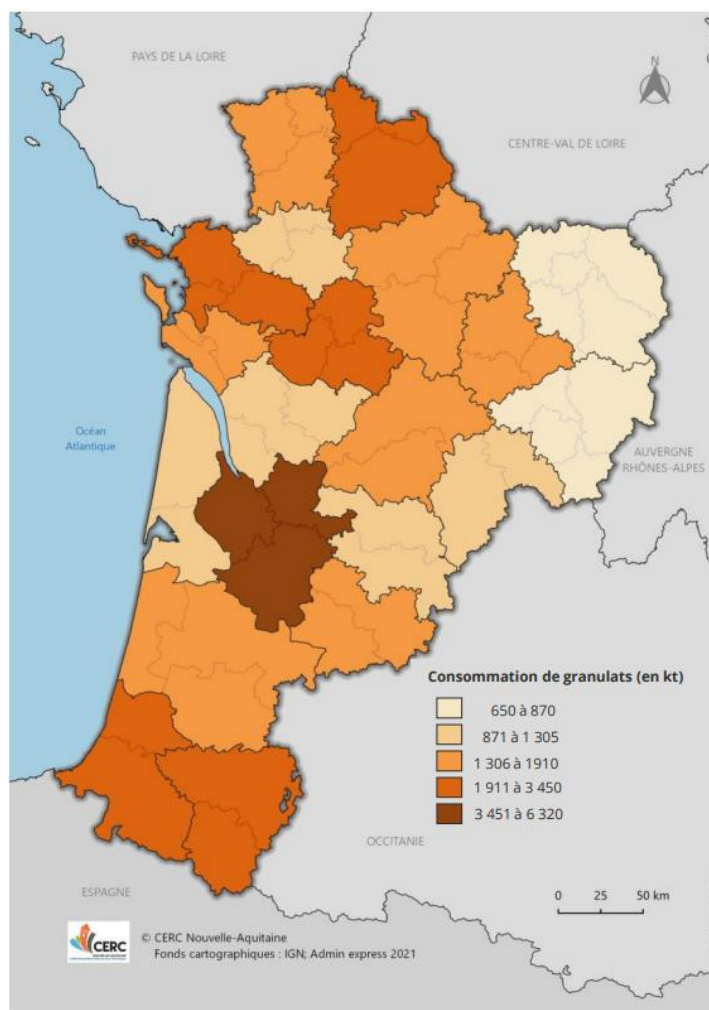 PAYS DE LA LOIRE
N
CENTRE-VAL DE LOIRE
Océan
Atlantique
AUVERGNE
RHÔNES-ALPES
Consommation de granulats (en kt)
650 à 870
871 à 1 305
1 306 à 1910
1 911 à 3 450
3 451 à 6 320
OCCITANIE
ESPAGNE
0 25 50 km
CERC
© CERC Nouvelle-Aquitaine
Fonds cartographiques : IGN; Admin express 2021